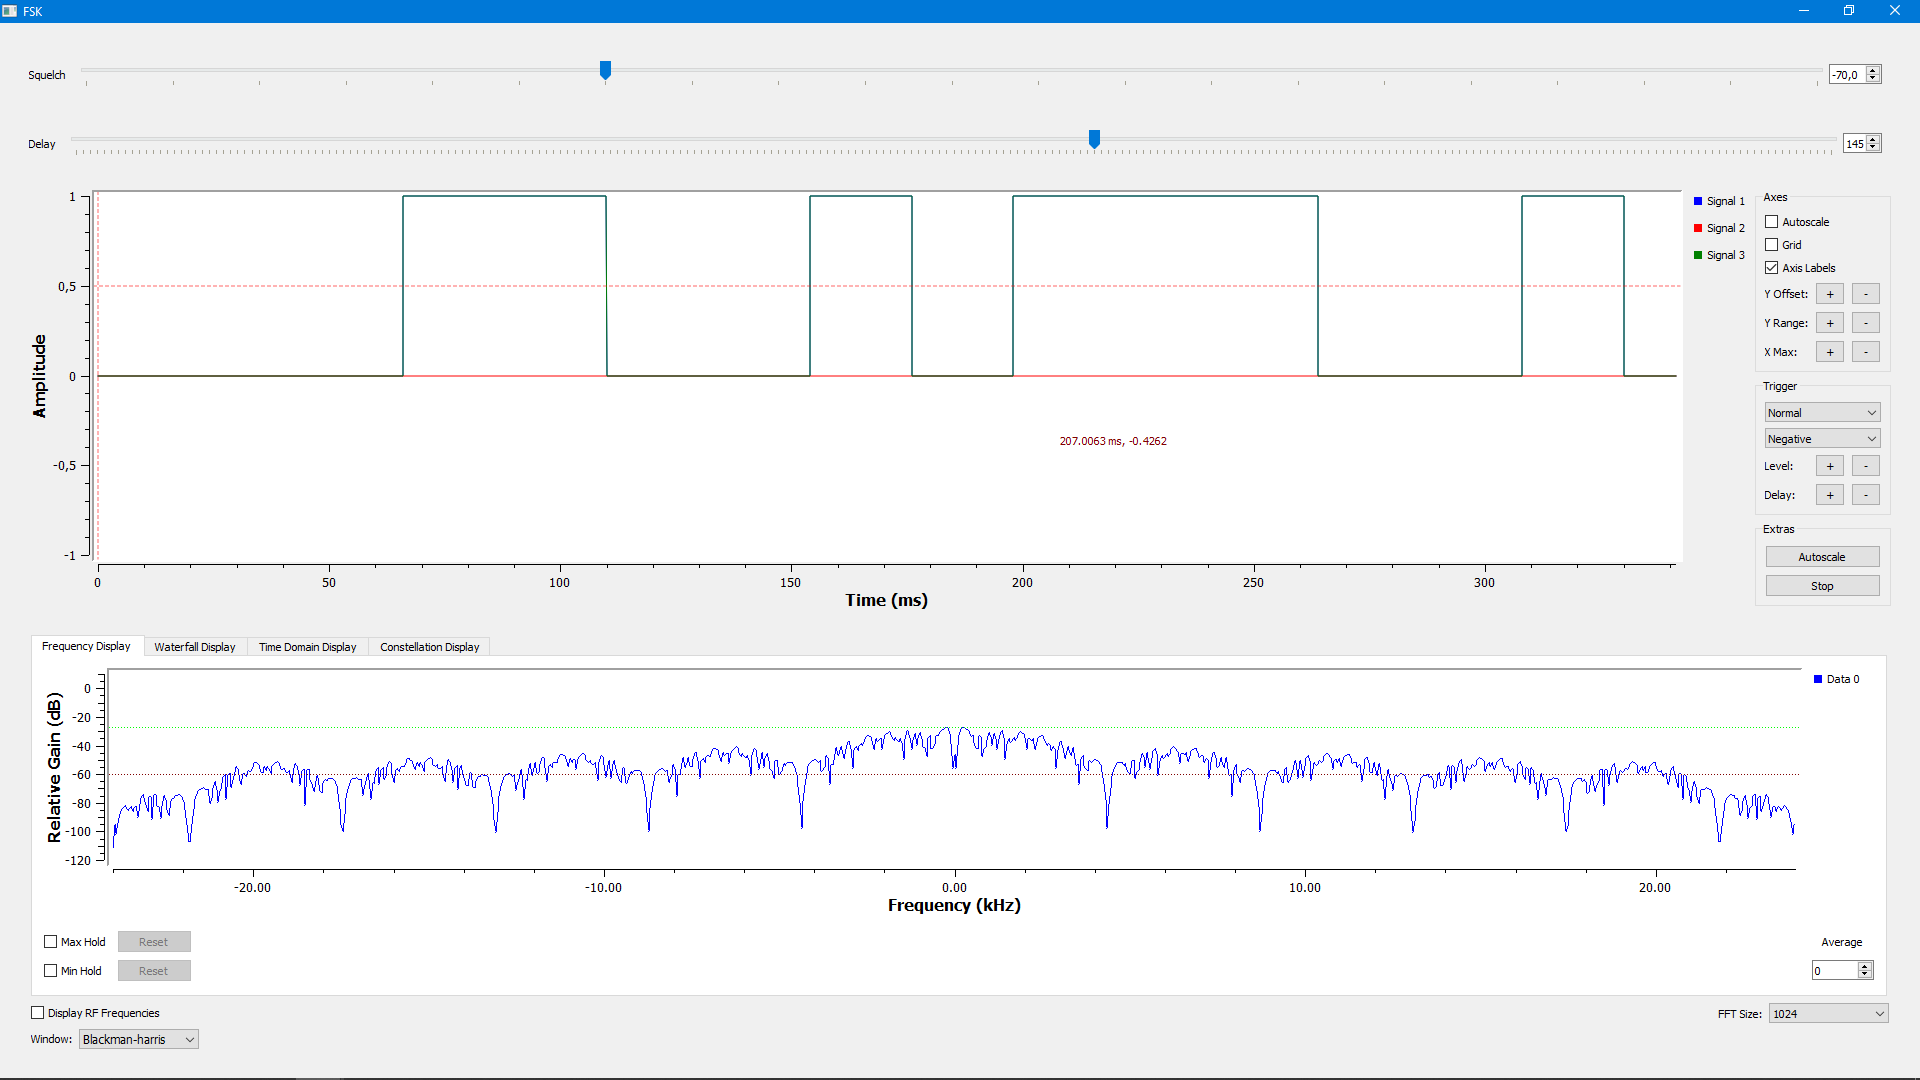 FSK
Squelch
-70,0
Delay
145
Amplitude
1
0,5
0
-0,5
-1
207.0063 ms, -0.4262
0 50 100 150 200 250 300
Time (ms)
Signal 1
Signal 2
Signal 3
Axes
Autoscale
Grid
Axis Labels
Y Offset: + -
Y Range: + -
X Max: + -
Trigger
Normal
Negative
Level: + -
Delay: + -
Extras
Autoscale
Stop
Frequency Display Waterfall Display Time Domain Display Constellation Display
Relative Gain (dB)
0
-20
-40
-60
-80
-100
-120
Data 0
-20.00 -10.00 0.00 10.00 20.00
Frequency (kHz)
Max Hold Reset
Average
Min Hold Reset
0
Display RF Frequencies
FFT Size: 1024
Window: Blackman-harris